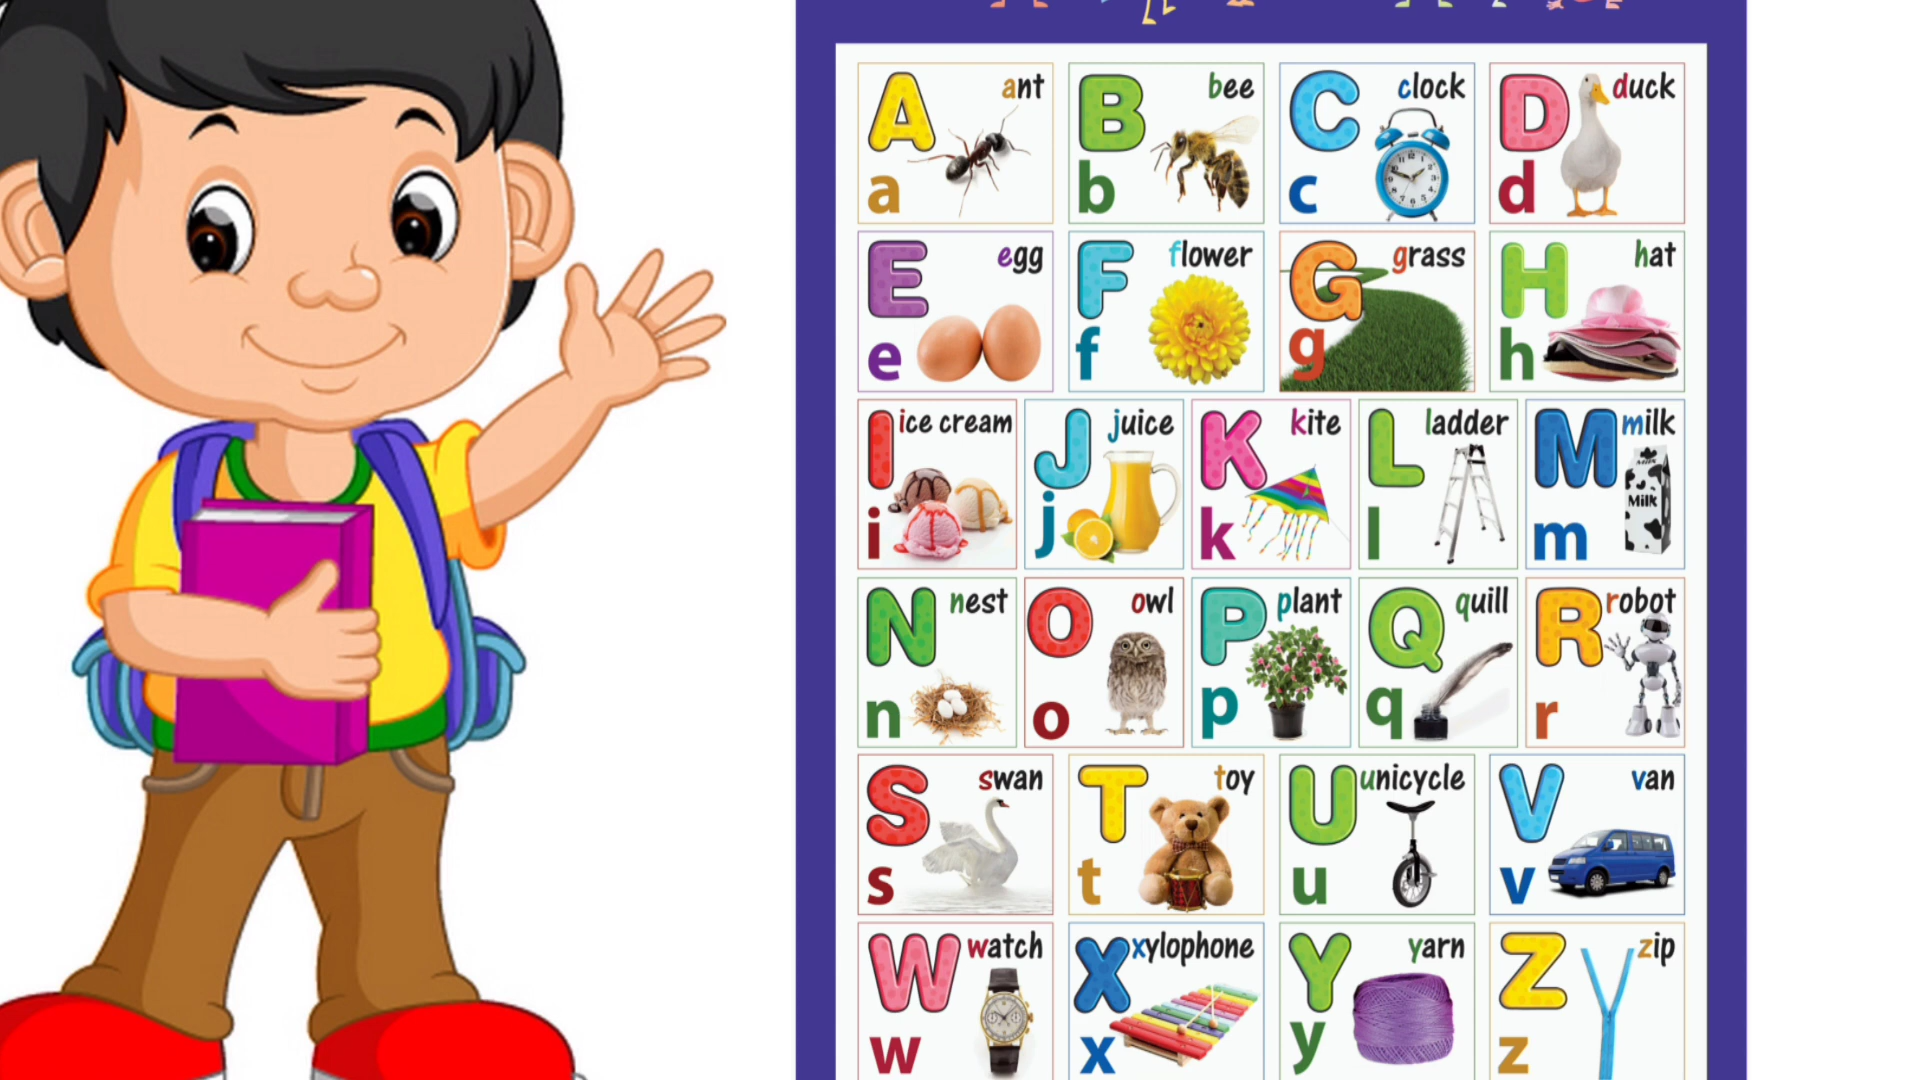 A a ant
B b bee
C c clock
D d duck
E e egg
F f flower
G g grass
H h hat
I i ice cream
J j juice
K k kite
L l ladder
M m milk
Milk
N n nest
O o owl
P p plant
Q q quill
R r robot
S s swan
T t toy
U u unicycle
V v van
W w watch
X x xylophone
Y y yarn
Z z zip